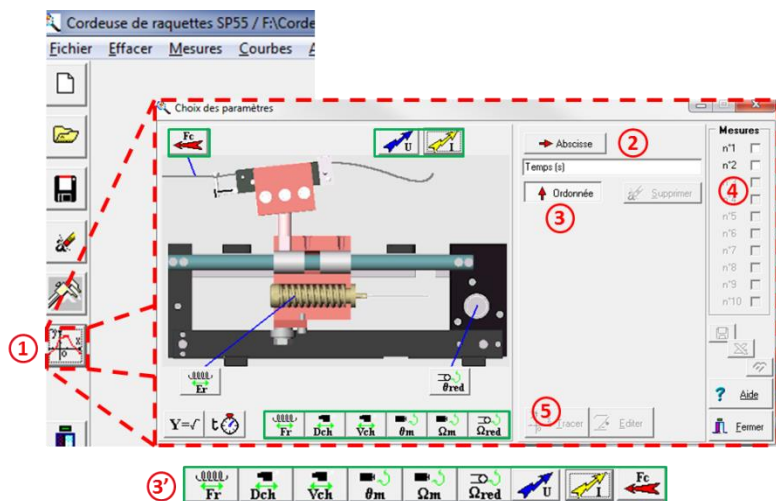 Cordeuse de raquettes SP55 / F:\Corde
Fichier Effacer Mesures Courbes
Choix des paramètres
Fc
U
I
Abscisse
2
Temps (s)
Ordonnée
Supprimer
3
Mesures
n°1
n°2
4
n°5
n°6
n°7
n°8
n°9
n°10
1
y
x
0
Er
θred
Y=√ t
Fr Dch Vch θm Ωm Ωred
5
Tracer Editer
? Aide
Fermer
3' Fr Dch Vch θm Ωm Ωred U I Fc